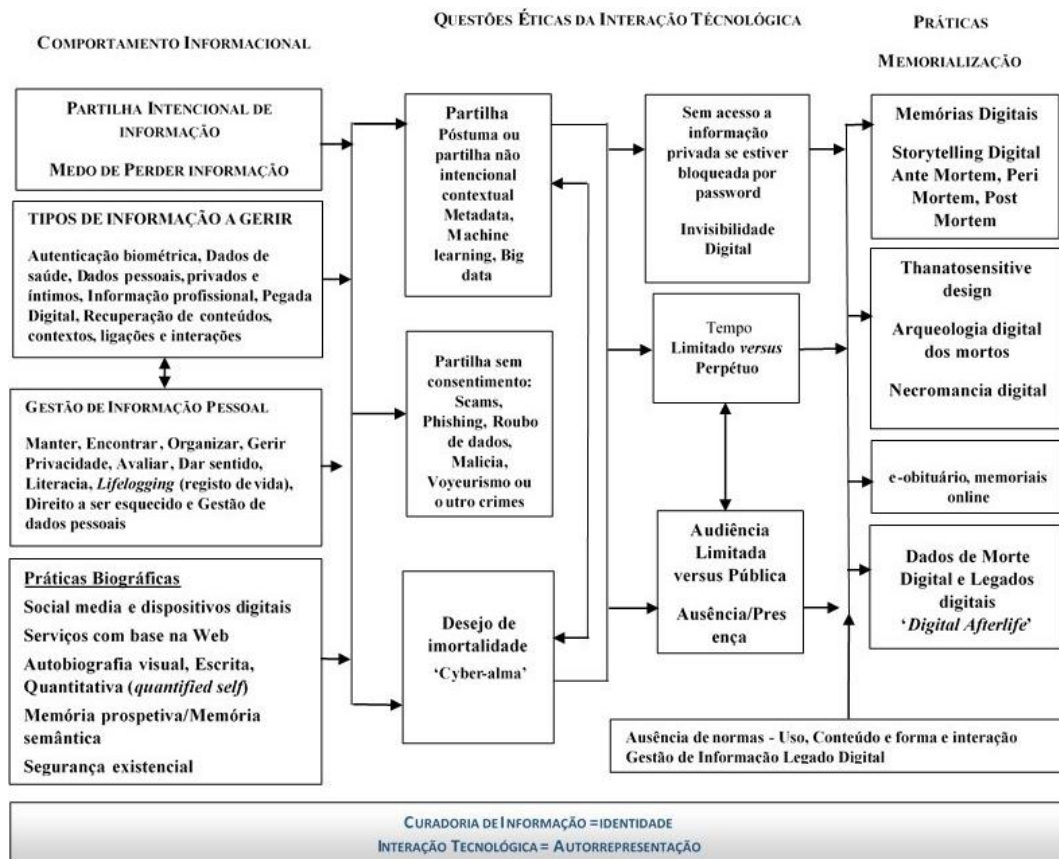 QUESTÕES ÉTICAS DA INTERAÇÃO TÉCNOLÓGICA
PRÁTICAS
MEMORIALIZAÇÃO
COMPORTAMENTO INFORMACIONAL
PARTILHA INTENCIONAL DE
INFORMAÇÃO
MEDO DE PERDER INFORMAÇÃO
TIPOS DE INFORMAÇÃO A GERIR
Autenticação biométrica, Dados de
saúde, Dados pessoais, privados e
íntimos, Informação profissional, Pegada
Digital, Recuperação de conteúdos,
contextos, ligações e interações
GESTÃO DE INFORMAÇÃO PESSOAL
Manter, Encontrar, Organizar, Gerir
Privacidade, Avaliar, Dar sentido,
Literacia, Lifelogging (registo de vida),
Direito a ser esquecido e Gestão de
dados pessoais
Práticas Biográficas
Social media e dispositivos digitais
Serviços com base na Web
Autobiografia visual, Escrita,
Quantitativa (quantified self)
Memória prospetiva/Memória
semântica
Segurança existencial
Partilha
Póstuma ou
partilha não
intencional
contextual
Metadata,
Machine
learning, Big
data
Partilha sem
consentimento:
Scams,
Phishing, Roubo
de dados,
Malicia,
Voyeurismo ou
outro crimes
Desejo de
imortalidade
‘Cyber-alma’
Sem acesso a
informação
privada se estiver
bloqueada por
password
Invisibilidade
Digital
Tempo
Limitado versus
Perpétuo
Audiência
Limitada
versus Pública
Ausência/Pres
ença
Memórias Digitais
Storytelling Digital
Ante Mortem, Peri
Mortem, Post
Mortem
Thanatosensitive
design
Arqueologia digital
dos mortos
Necromancia digital
e-obituário, memoriais
online
Dados de Morte
Digital e Legados
digitais
‘Digital Afterlife’
Ausência de normas - Uso, Conteúdo e forma e interação
Gestão de Informação Legado Digital
CURADORIA DE INFORMAÇÃO =IDENTIDADE
INTERAÇÃO TECNOLÓGICA = AUTORREPRESENTAÇÃO